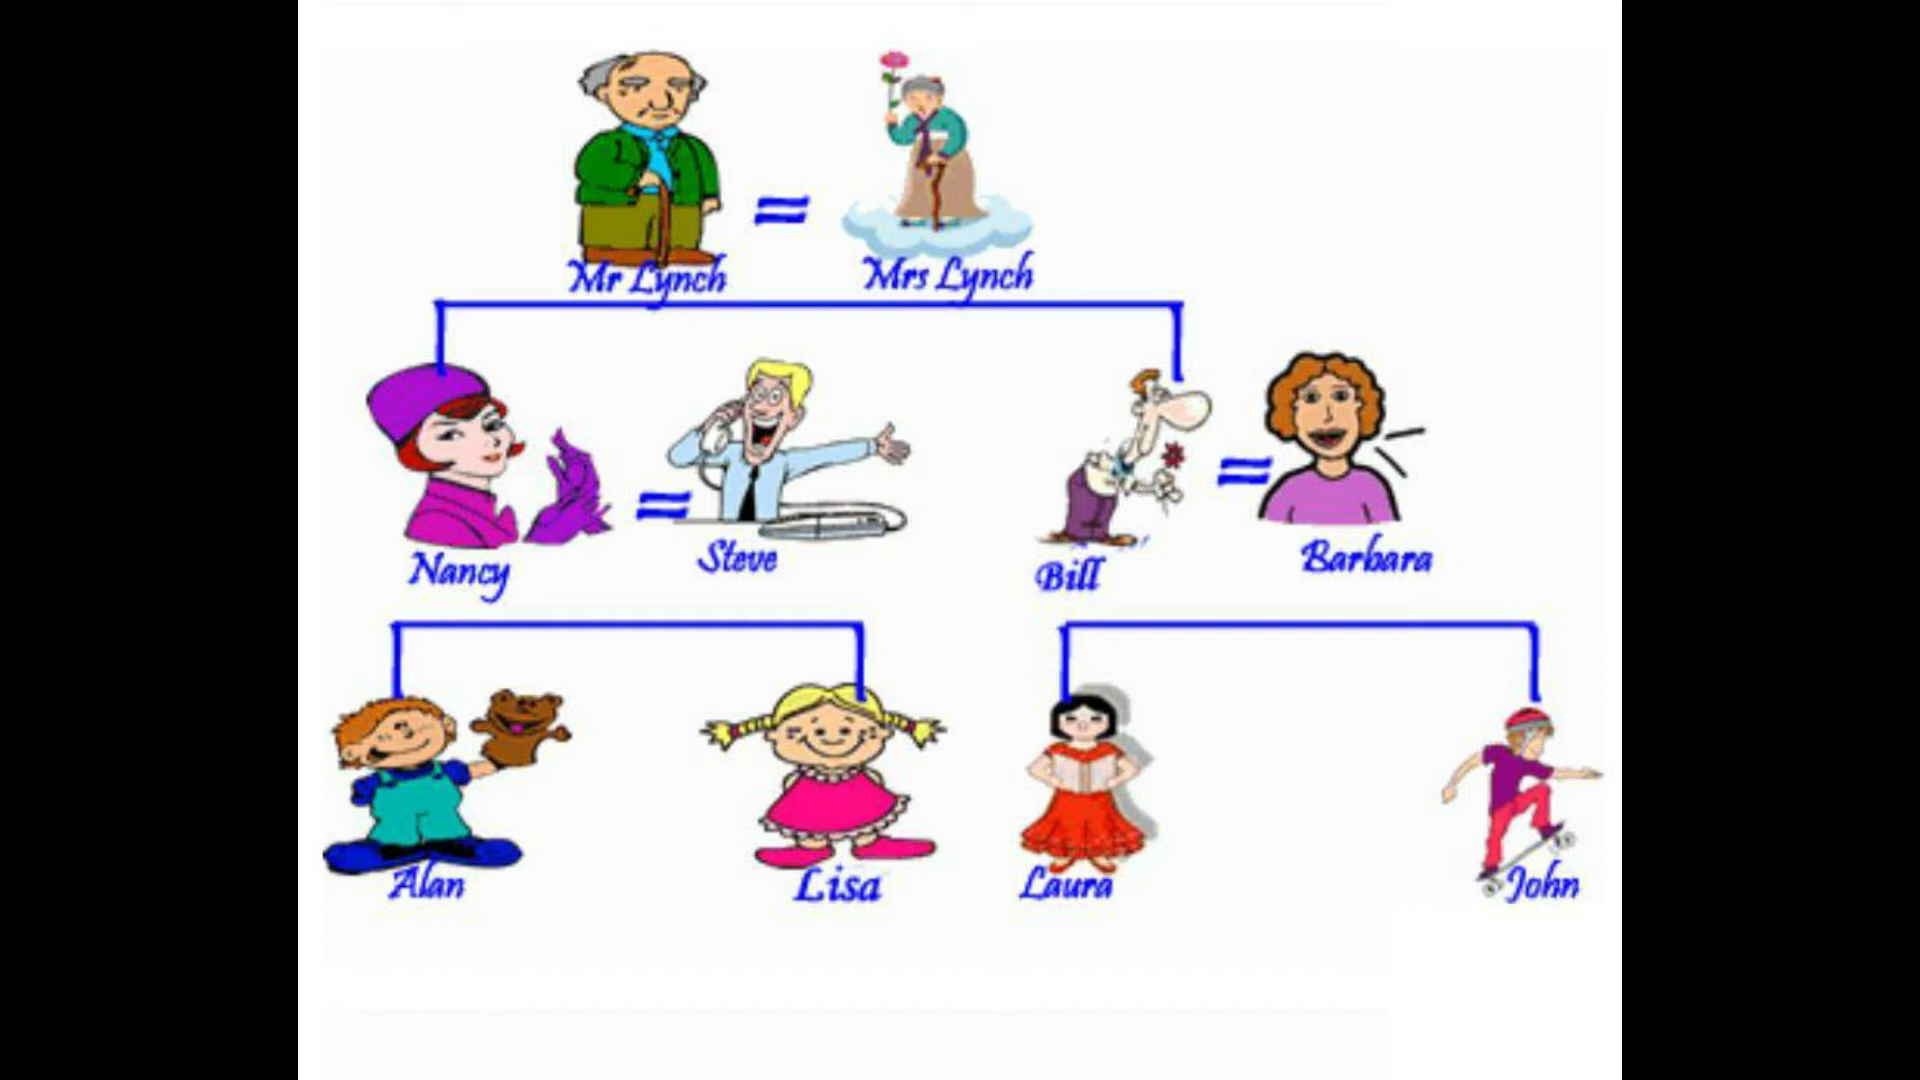 Mr Lynch
Mrs Lynch
Nancy
Steve
Bill
Barbara
Alan
Lisa
Laura
John